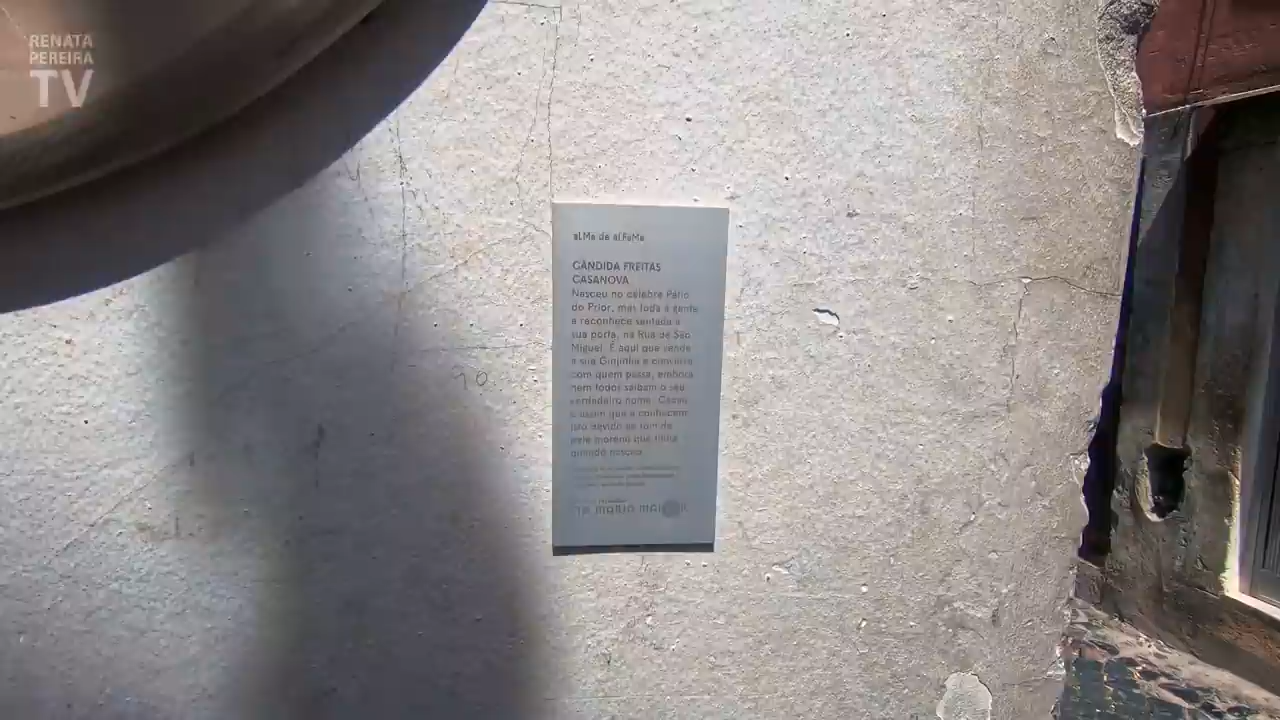 RENATA
PEREIRA
TV
aLMa de aLFaMa
CÂNDIDA FREITAS
CASANOVA
Nasceu no célebre Pátio
do Prior, mas toda a gente
a reconhece sentada à
sua porta, na Rua de São
Miguel. É aqui que vende
a sua Ginjinha e convive
com quem passa, embora
nem todos saibam o seu
verdadeiro nome.
é assim que a conhecem
isto devido ao tom de
pele moreno que tinha
quando nasceu.
90